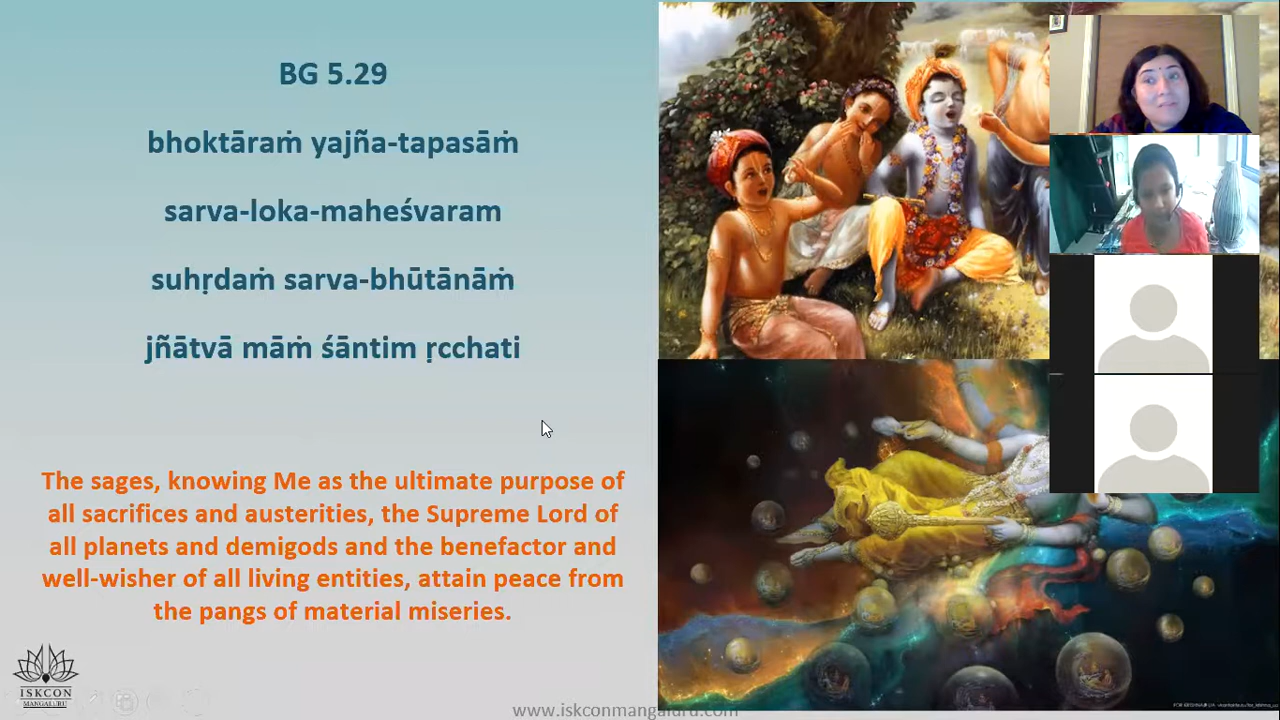 BG 5.29
bhoktāraṁ yajña-tapasāṁ
sarva-loka-maheśvaram
suhṛdaṁ sarva-bhūtānāṁ
jñātvā māṁ śāntim ṛcchati
The sages, knowing Me as the ultimate purpose of
all sacrifices and austerities, the Supreme Lord of
all planets and demigods and the benefactor and
well-wisher of all living entities, attain peace from
the pangs of material miseries.
ISKCON
MANGALURU
www.iskconmangaluru.com